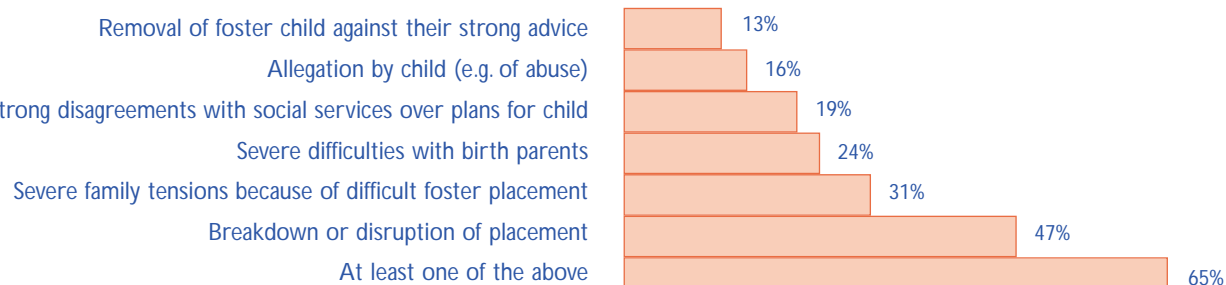 Removal of foster child against their strong advice 13%
Allegation by child (e.g. of abuse) 16%
trong disagreements with social services over plans for child 19%
Severe difficulties with birth parents 24%
Severe family tensions because of difficult foster placement 31%
Breakdown or disruption of placement 47%
At least one of the above 65%